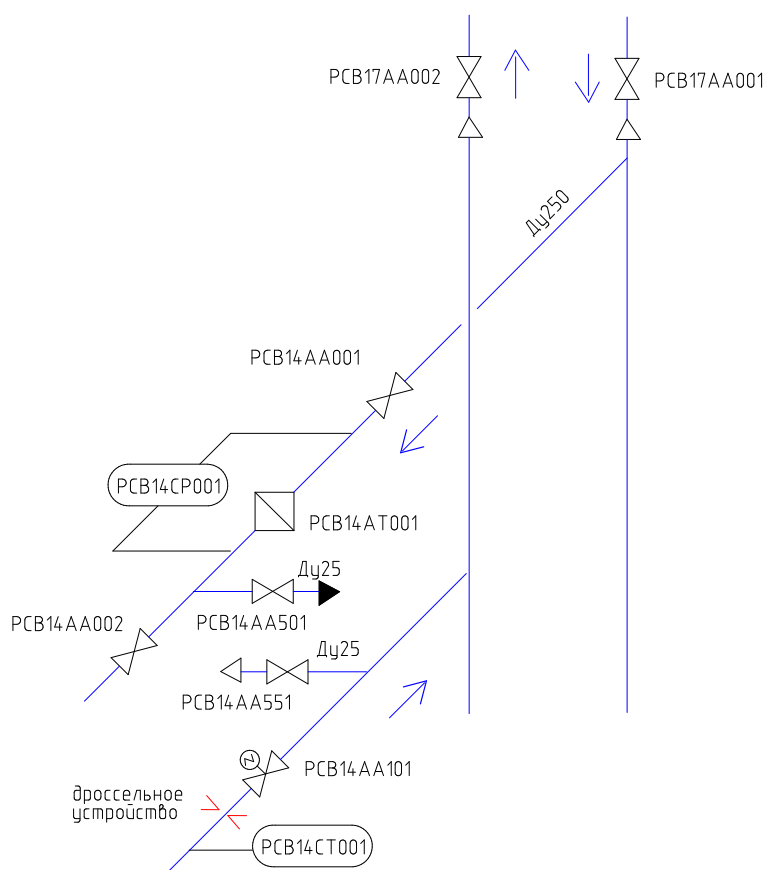 PCB17AA002
PCB17AA001
Ду250
PCB14AA001
PCB14CP001
PCB14AT001
Ду25
PCB14AA002
PCB14AA501
Ду25
PCB14AA551
PCB14AA101
дроссельное
устройство
PCB14CT001